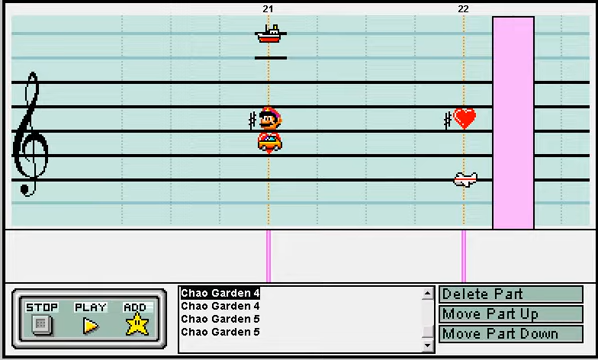 21 22
STOP PLAY ADD
Chao Garden 4
Chao Garden 4
Chao Garden 5
Chao Garden 5
Delete Part
Move Part Up
Move Part Down